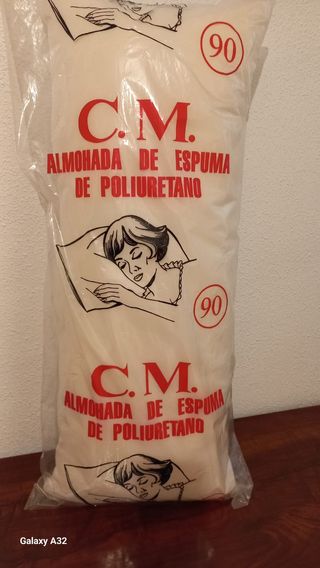 90
C.M.
ALMOHADA DE ESPUMA
DE POLIURETANO
90
C.M.
ALMOHADA DE ESPUMA
DE POLIURETANO
Galaxy A32